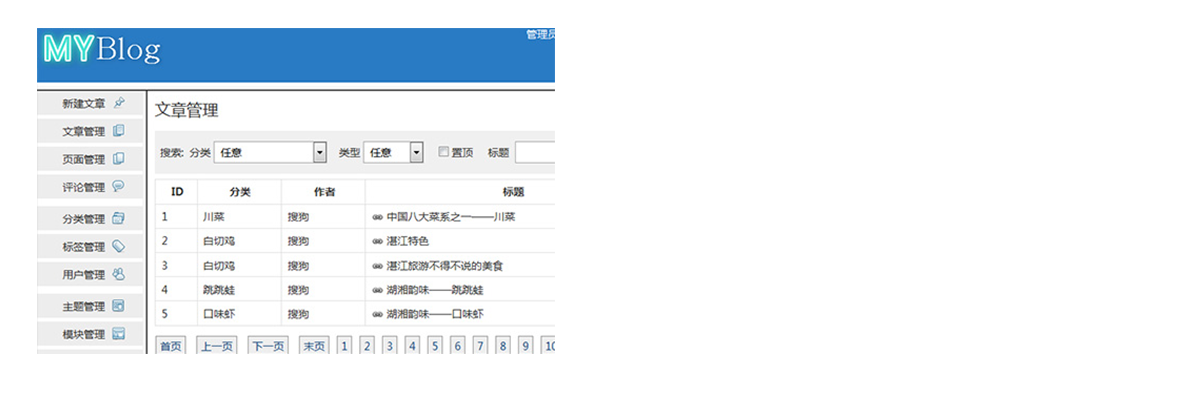 MYBlog
管理员
新建文章
文章管理
页面管理
评论管理
分类管理
标签管理
用户管理
主题管理
模块管理
文章管理
搜索: 分类 任意 类型 任意 置顶 标题
ID 分类 作者 标题
1 川菜 搜狗 中国八大菜系之一——川菜
2 白切鸡 搜狗 湛江特色
3 白切鸡 搜狗 湛江旅游不得不说的美食
4 跳跳蛙 搜狗 湖湘韵味——跳跳蛙
5 口味虾 搜狗 湖湘韵味——口味虾
首页 上一页 下一页 末页 1 2 3 4 5 6 7 8 9 10